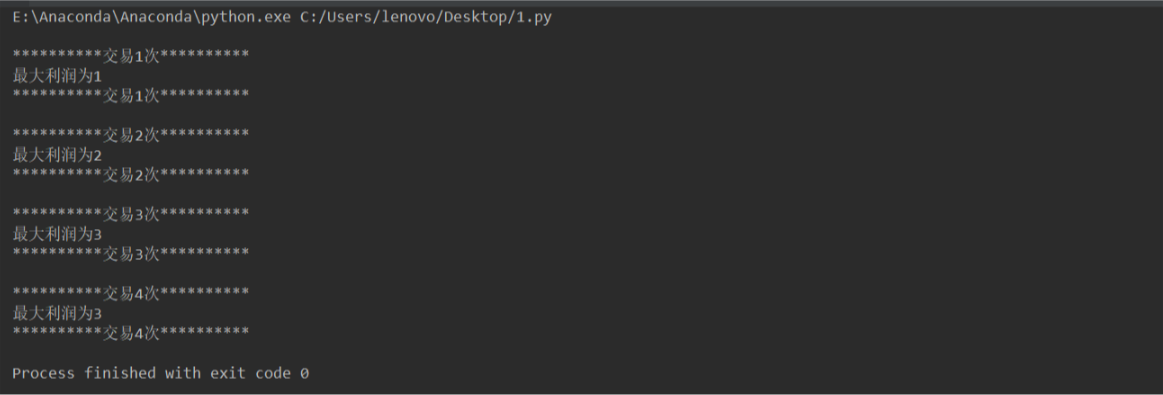 E:\Anaconda\Anaconda\python.exe C:/Users/lenovo/Desktop/1.py
**********交易1次**********
最大利润为1
**********交易1次**********
**********交易2次**********
最大利润为2
**********交易2次**********
**********交易3次**********
最大利润为3
**********交易3次**********
**********交易4次**********
最大利润为3
**********交易4次**********
Process finished with exit code 0